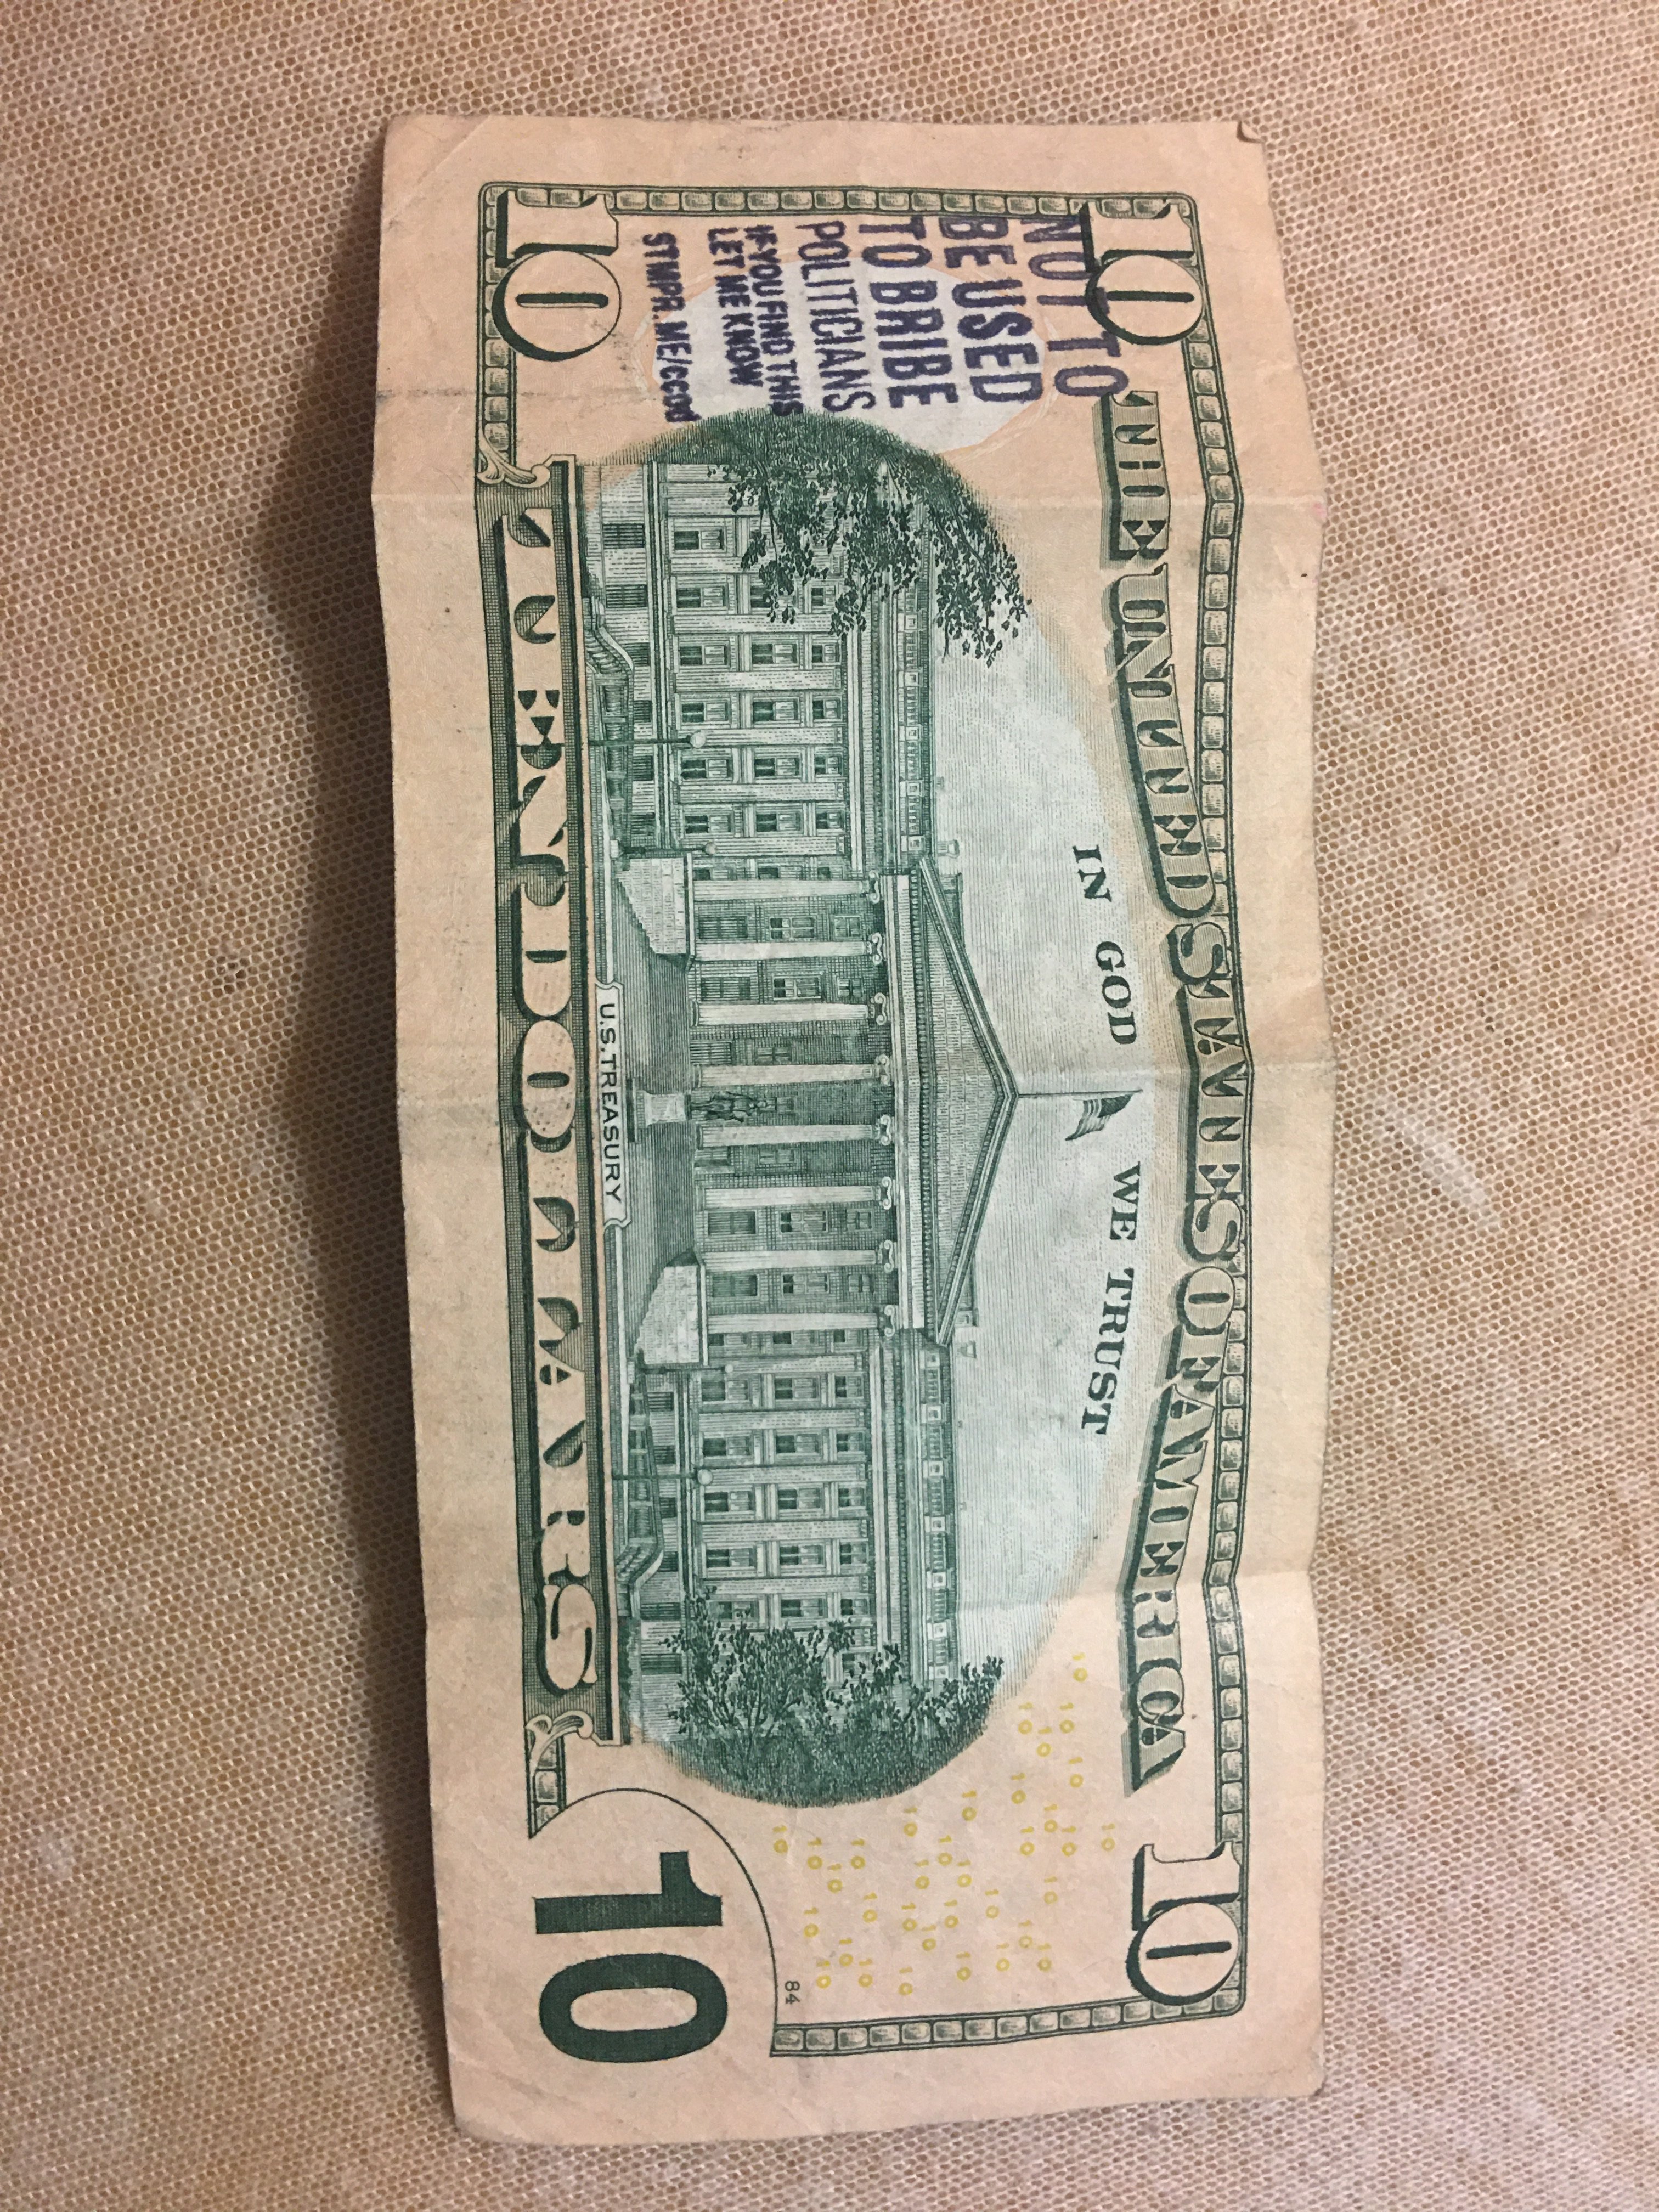 10
THE UNITED STATES OF AMERICA
10
NOT TO
BE USED
TO BRIBE
POLITICIANS
IF YOU FIND THIS
LET ME KNOW
IN GOD WE TRUST
U.S. TREASURY
10
TEN DOLLARS
84
10